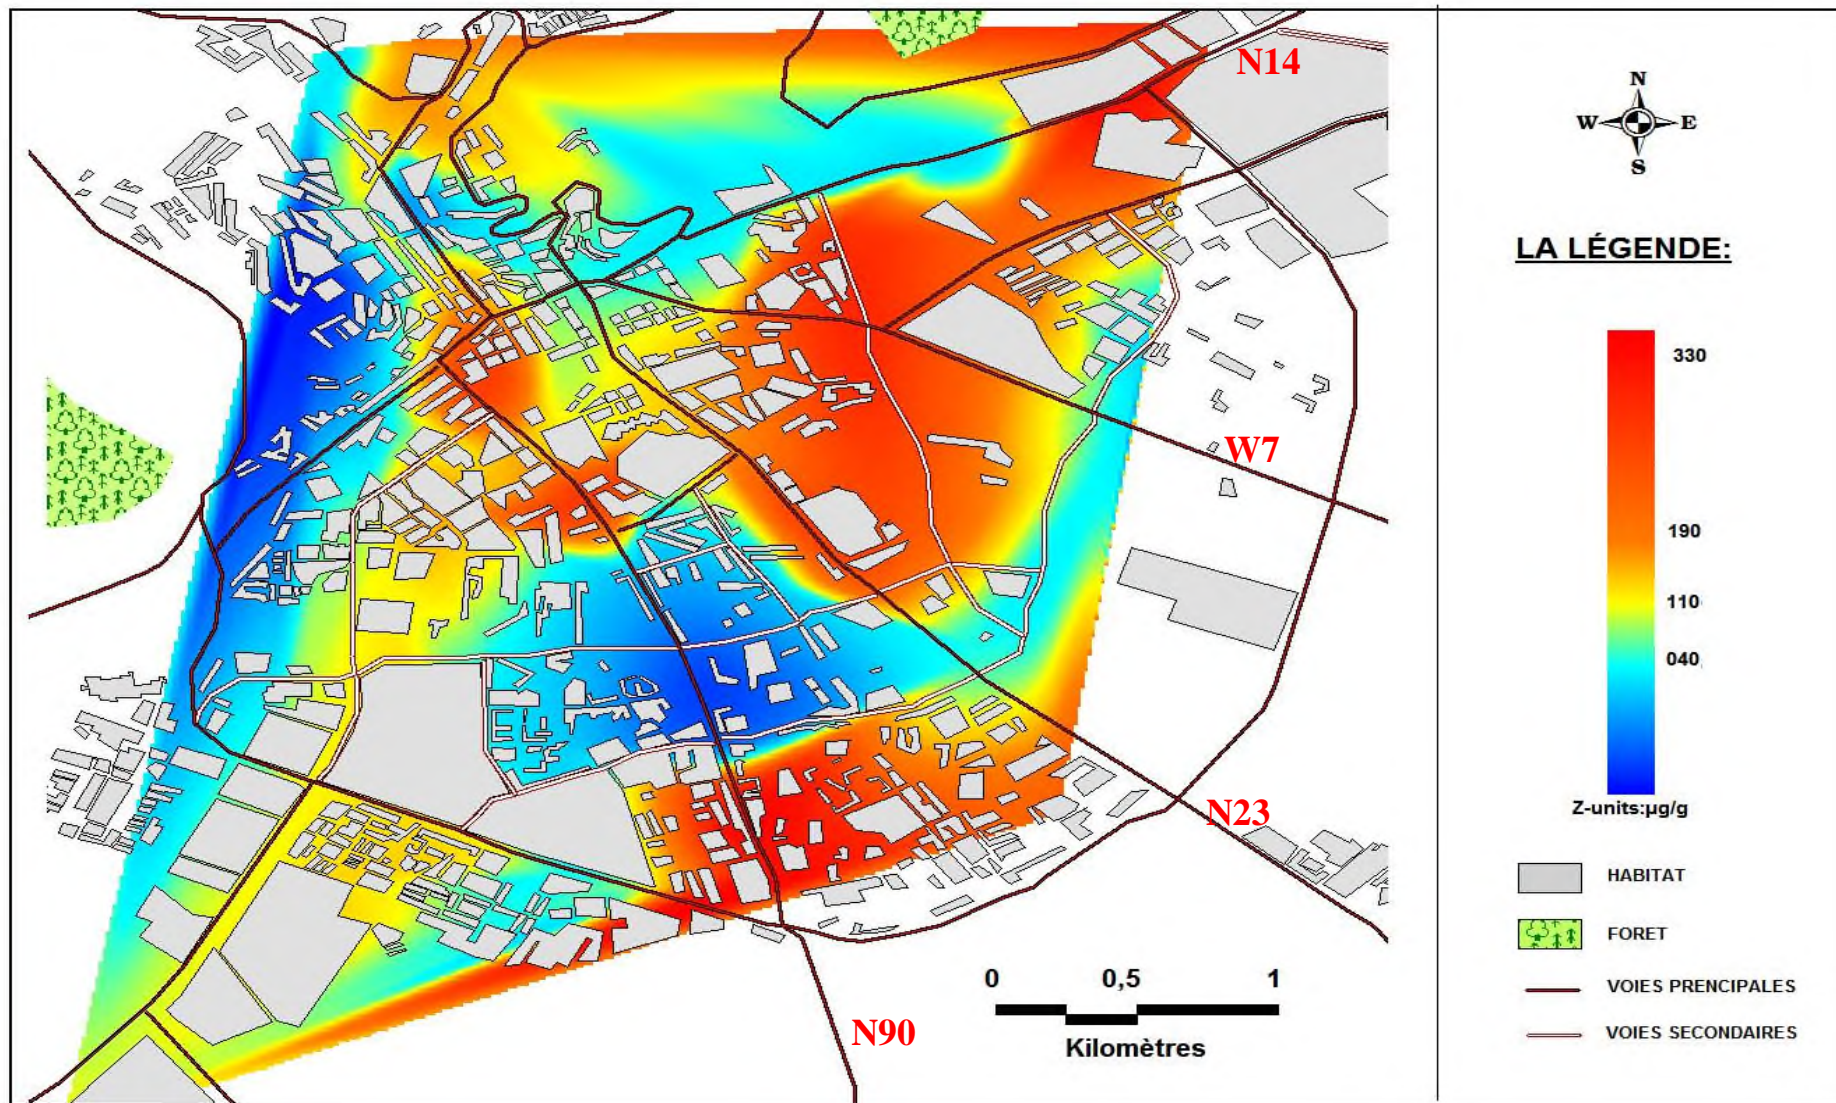 N14
N
W E
S
LA LÉGENDE:
330
W7
190
110
040
N23
Z-units:µg/g
HABITAT
FORET
0 0,5 1
VOIES PRENCIPALES
N90
VOIES SECONDAIRES
Kilomètres